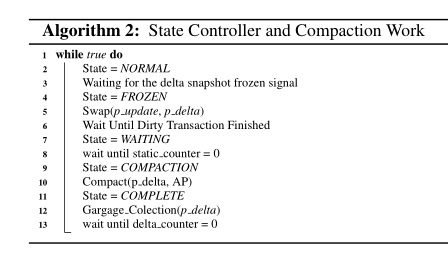 Algorithm 2: State Controller and Compaction Work
1 while true do
2 State = NORMAL
3 Waiting for the delta snapshot frozen signal
4 State = FROZEN
5 Swap(p_update, p_delta)
6 Wait Until Dirty Transaction Finished
7 State = WAITING
8 wait until static_counter = 0
9 State = COMPACTION
10 Compact(p_delta, AP)
11 State = COMPLETE
12 Gargage_Colection(p_delta)
13 wait until delta_counter = 0